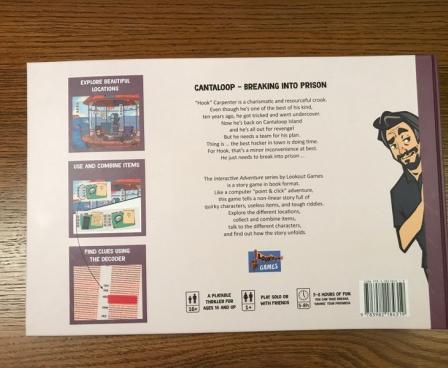 EXPLORE BEAUTIFUL
LOCATIONS
USE AND COMBINE ITEMS
FIND CLUES USING
THE DECODER
CANTALOOP – BREAKING INTO PRISON
"Hook" Carpenter is a charismatic and resourceful crook.
Even though he's one of the best of his kind,
ten years ago, he got tricked and went undercover.
Now he's back on Cantaloop Island
and he's all out for revenge!
But he needs a team for his plan.
Thing is ... the best hacker in town is doing time.
For Hook, that's a minor inconvenience at best.
He just needs to break into prison ...
The Interactive Adventure series by Lookout Games
is a story game in book format.
Like a computer "point & click" adventure,
this game tells a non-linear story full of
quirky characters, useless items, and tough riddles.
Explore the different locations,
collect and combine items,
talk to the different characters,
and find out how the story unfolds.
GAMES
16+
A PLAYABLE
THRILLER FOR
AGES 16 AND UP
1+
PLAY SOLO OR
WITH FRIENDS
5-8h
HOURS OF FUN